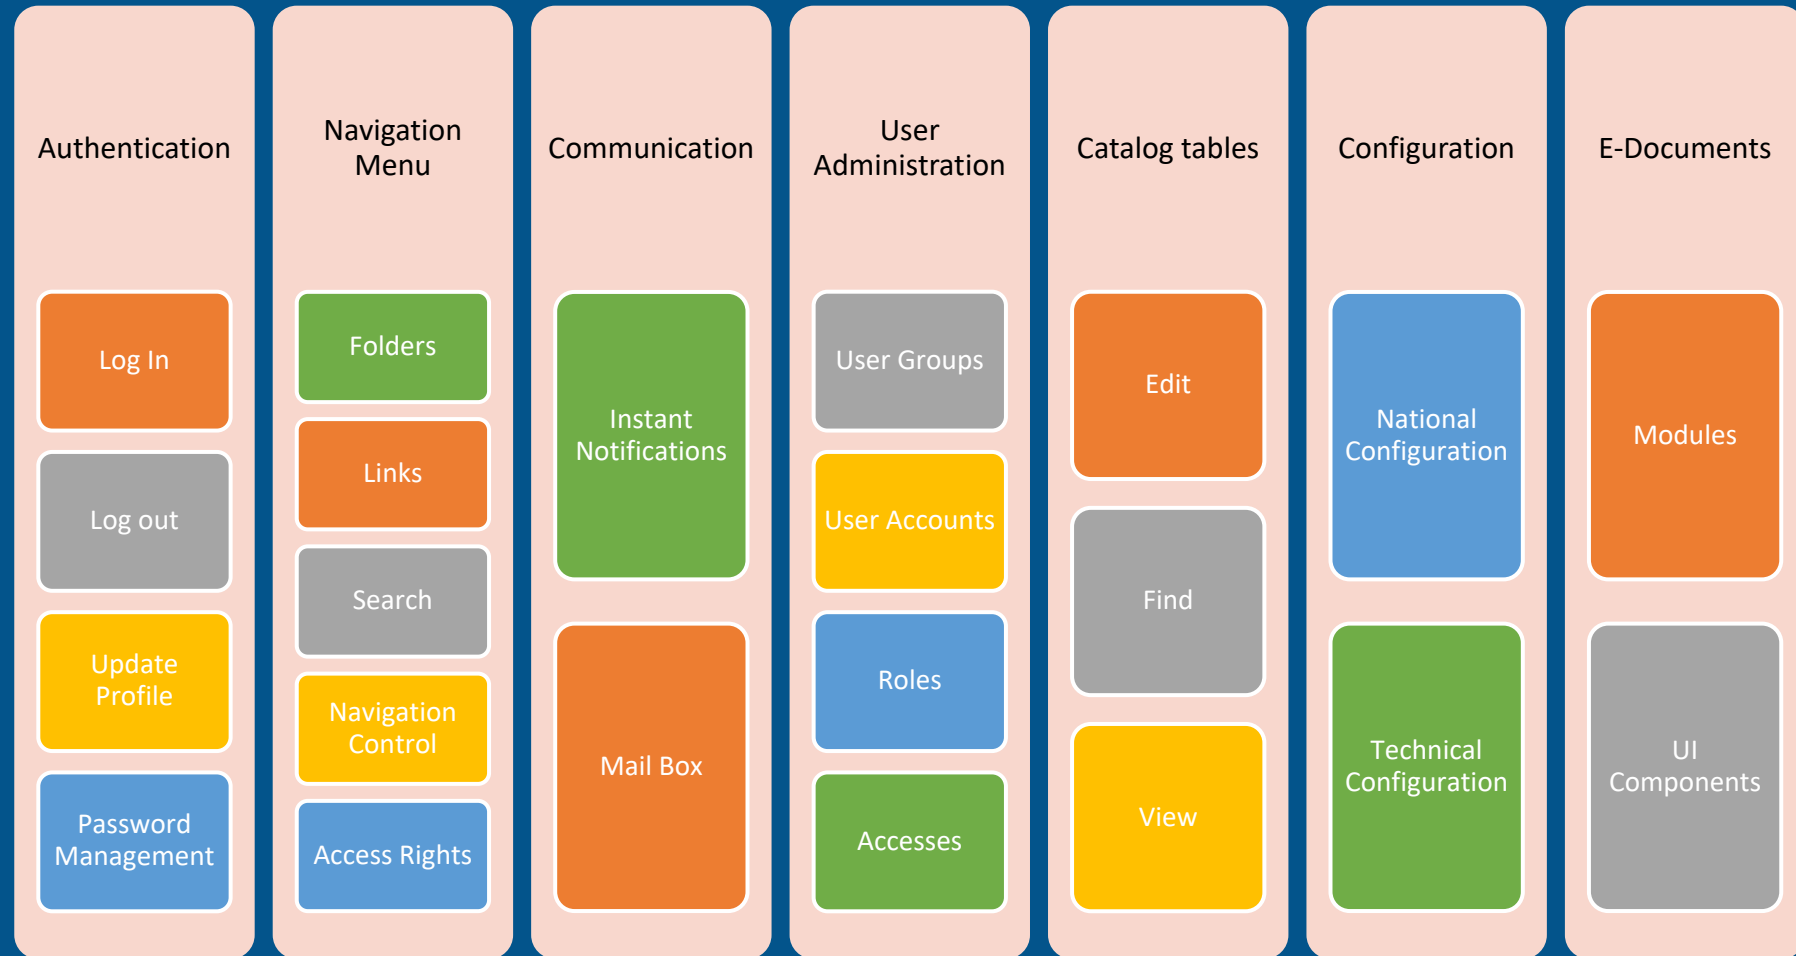 Authentication
Log In
Log out
Update
Profile
Password
Management
Navigation
Menu
Folders
Links
Search
Navigation
Control
Access Rights
Communication
Instant
Notifications
Mail Box
User
Administration
User Groups
User Accounts
Roles
Accesses
Catalog tables
Edit
Find
View
Configuration
National
Configuration
Technical
Configuration
E-Documents
Modules
UI
Components